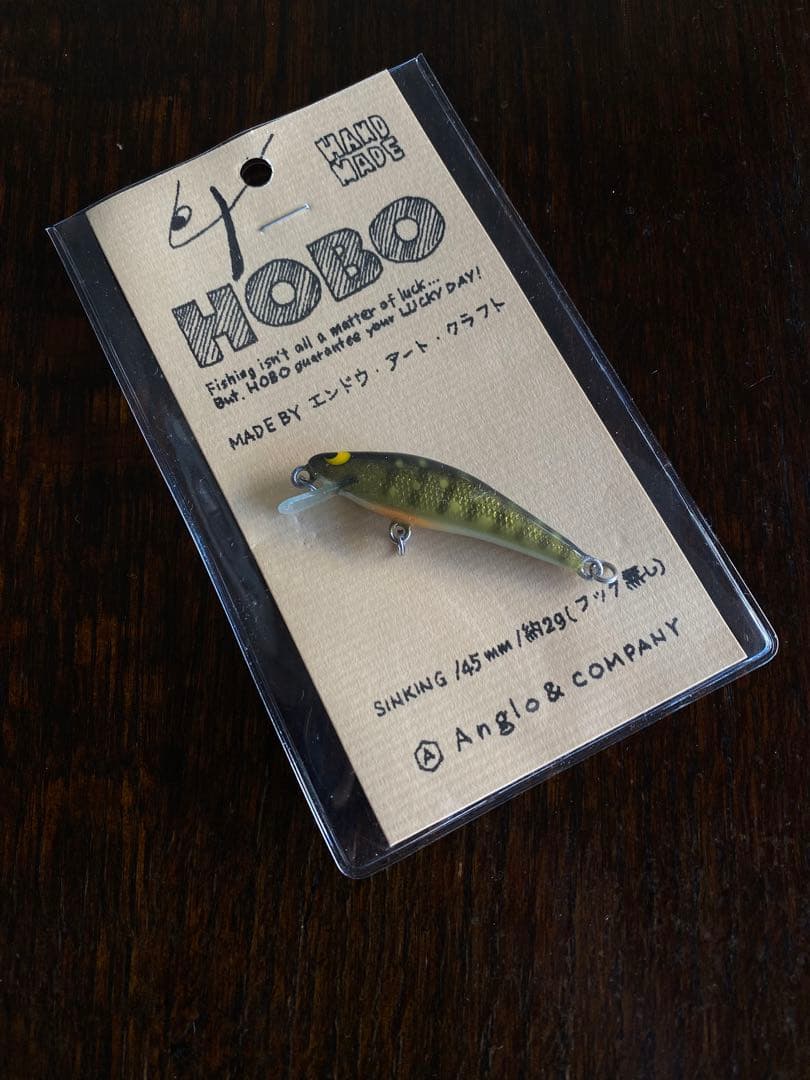 HAND
MADE
HOBO
Fishing isn't all a matter of luck...
But. HOBO guarantee your LUCKY DAY!
MADE BY エンドウ・アート・クラフト
SINKING /45mm/約2g(フック無し)
A Anglo & COMPANY